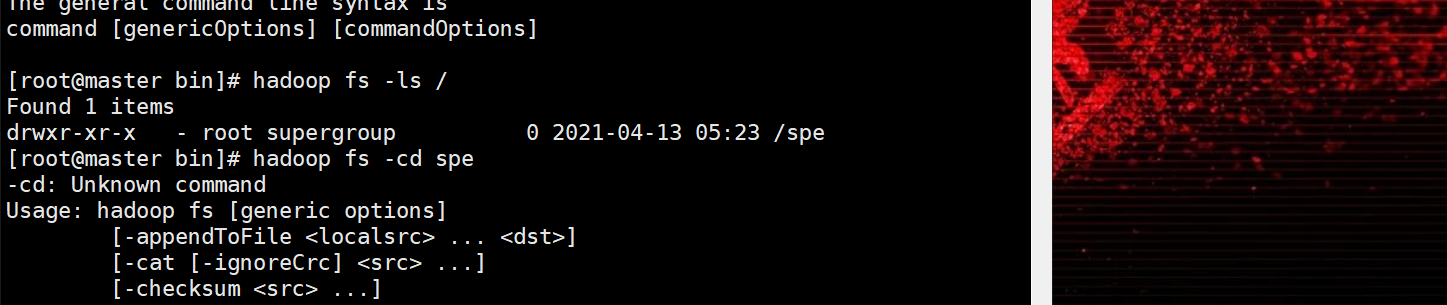 The general command line syntax is
command [genericOptions] [commandOptions]
[root@master bin]# hadoop fs -ls /
Found 1 items
drwxr-xr-x   - root supergroup          0 2021-04-13 05:23 /spe
[root@master bin]# hadoop fs -cd spe
-cd: Unknown command
Usage: hadoop fs [generic options]
        [-appendToFile <localsrc> ... <dst>]
        [-cat [-ignoreCrc] <src> ...]
        [-checksum <src> ...]